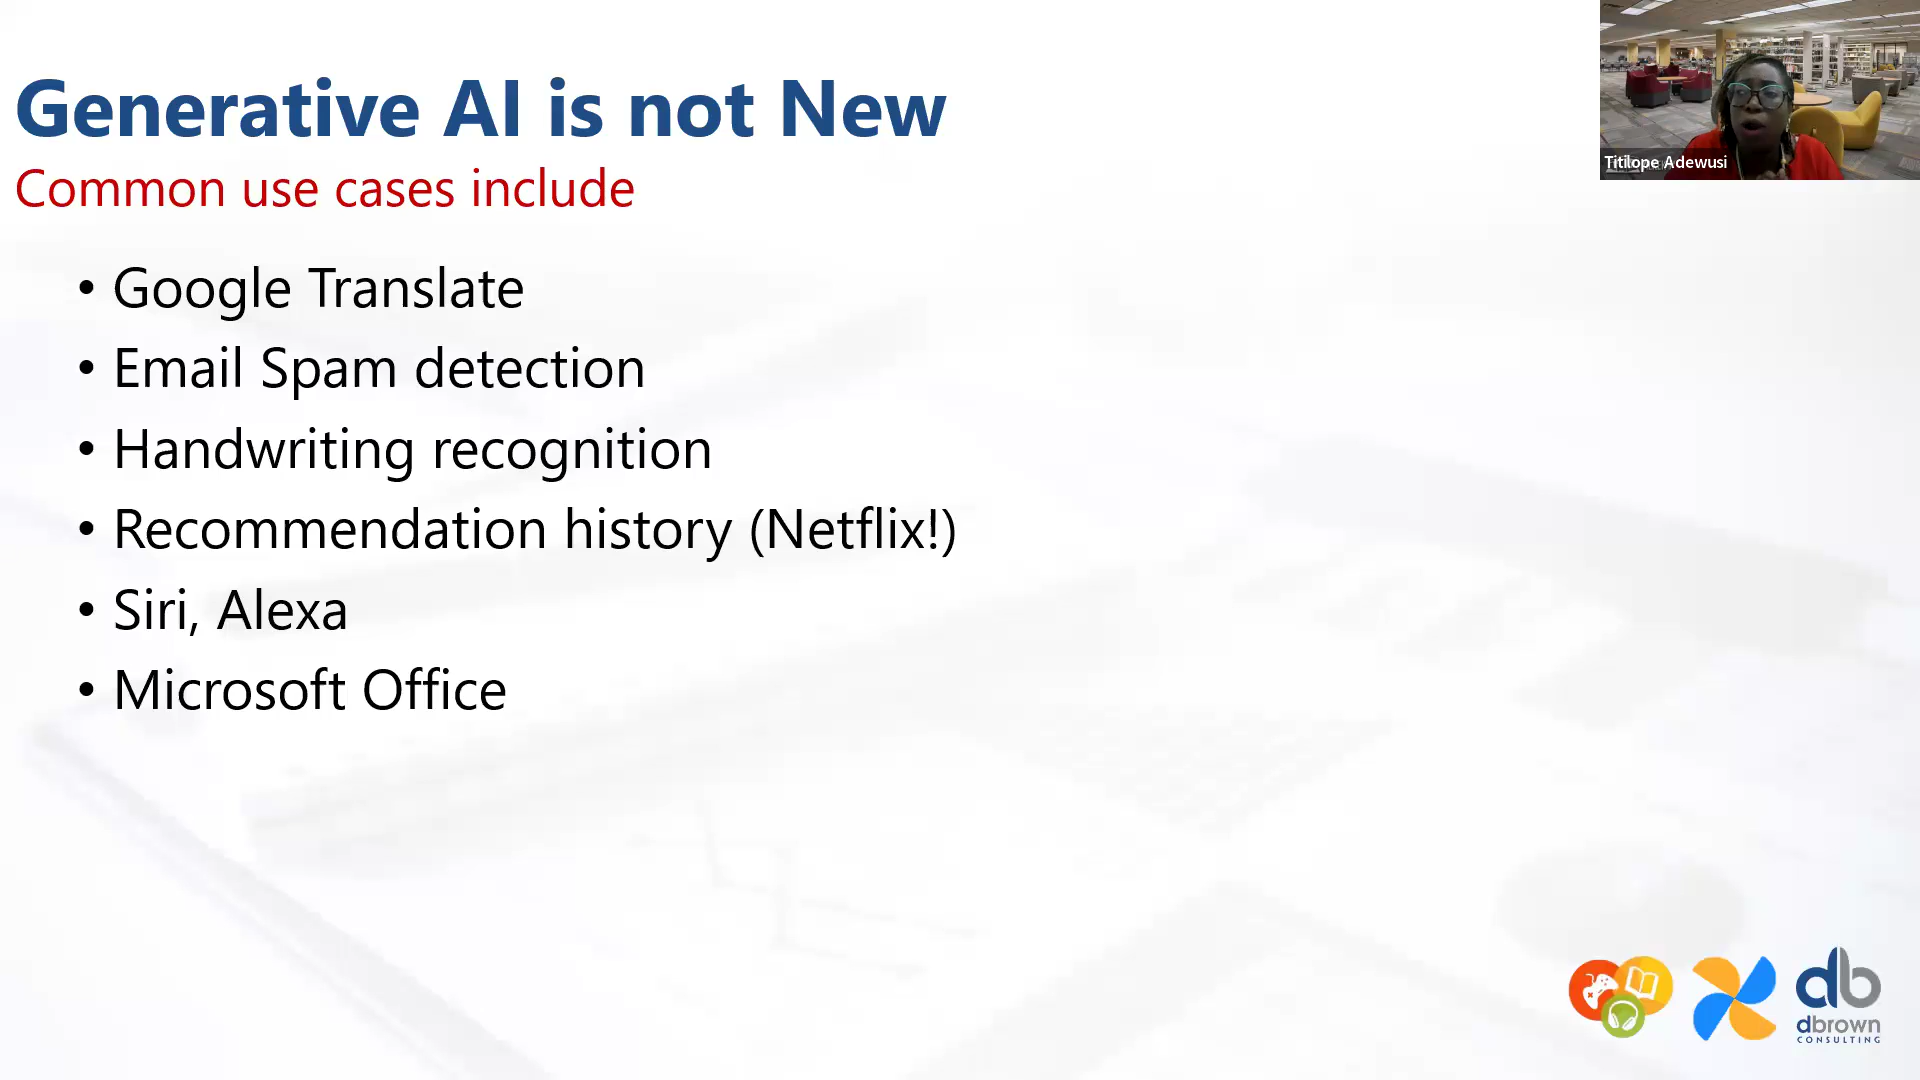 Generative AI is not New
Common use cases include
• Google Translate
• Email Spam detection
• Handwriting recognition
• Recommendation history (Netflix!)
• Siri, Alexa
• Microsoft Office
Titilope Adewusi
db
dbrown
CONSULTING